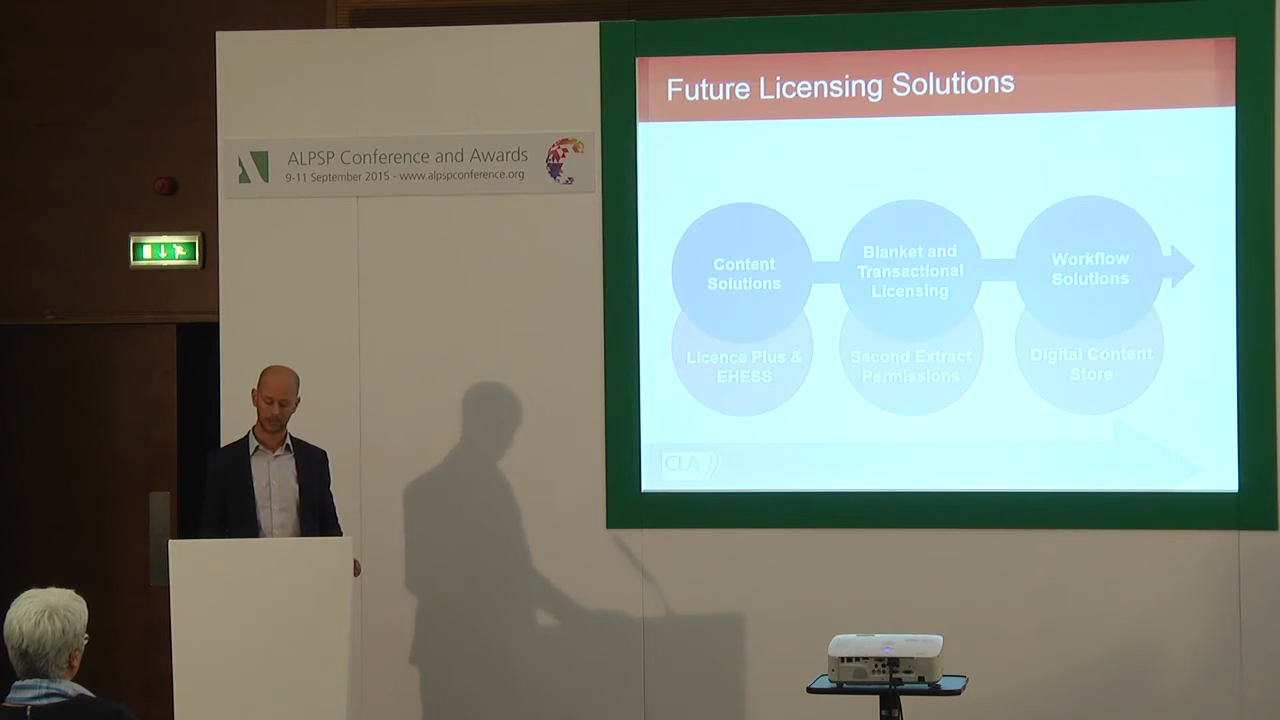 ALPSP Conference and Awards
9-11 September 2015 - www.alpspconference.org
Future Licensing Solutions
Content
Solutions
Blanket and
Transactional
Licensing
Workflow
Solutions
Licence Plus &
EHESS
Second Extract
Permissions
Digital Content
Store
CLA